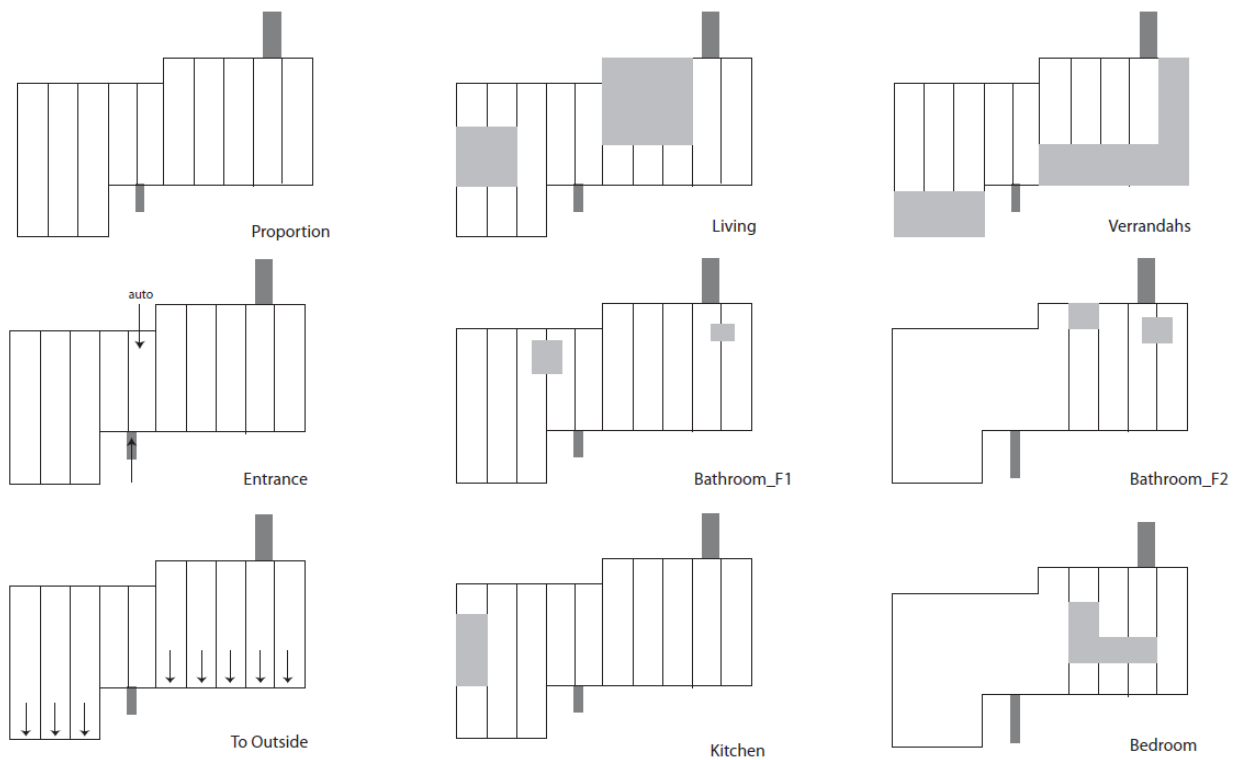 Proportion
Living
Verrandahs
auto
Entrance
Bathroom_F1
Bathroom_F2
To Outside
Kitchen
Bedroom